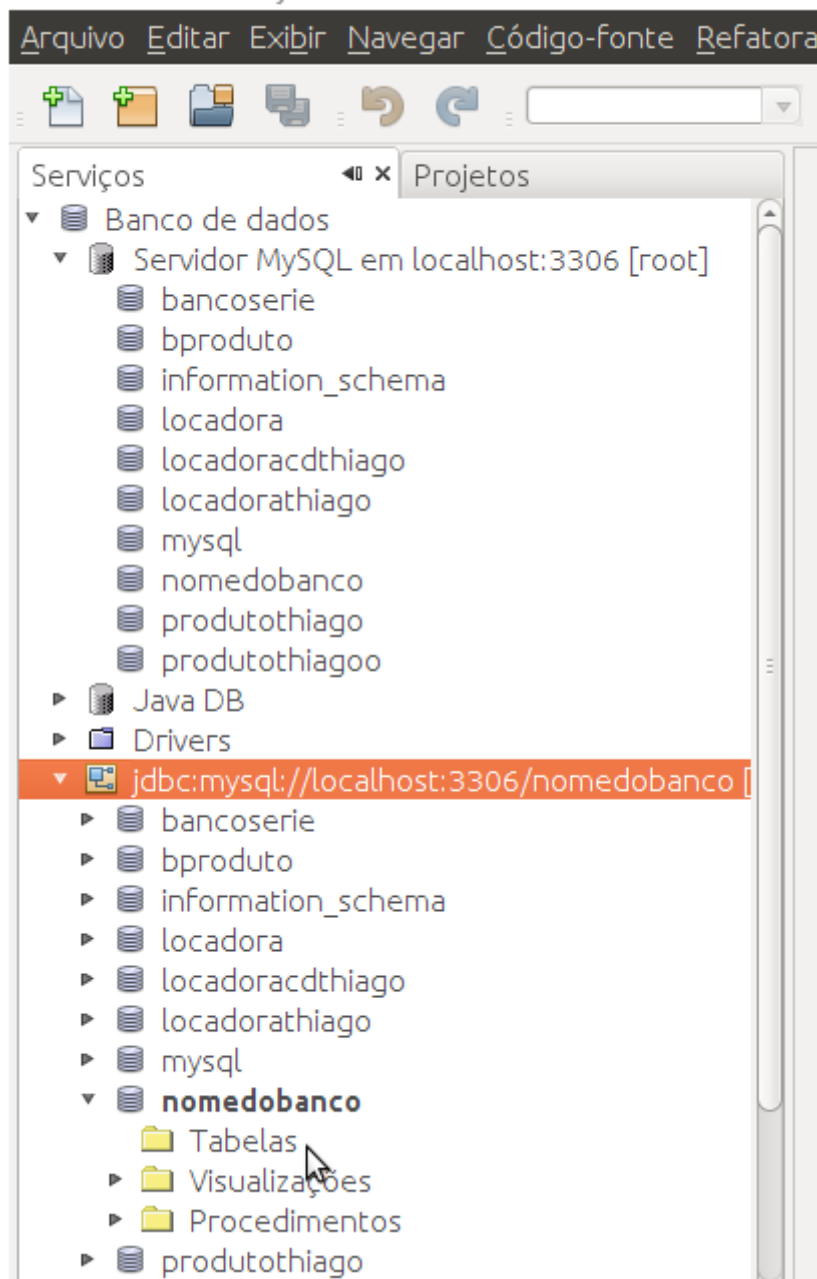 Arquivo Editar Exibir Navegar Código-fonte Refatora
Serviços Projetos
Banco de dados
Servidor MySQL em localhost:3306 [root]
bancoserie
bproduto
information_schema
locadora
locadoracdthiago
locadorathiago
mysql
nomedobanco
produtothiago
produtothiagoo
Java DB
Drivers
jdbc:mysql://localhost:3306/nomedobanco [
bancoserie
bproduto
information_schema
locadora
locadoracdthiago
locadorathiago
mysql
nomedobanco
Tabelas
Visualizações
Procedimentos
produtothiago